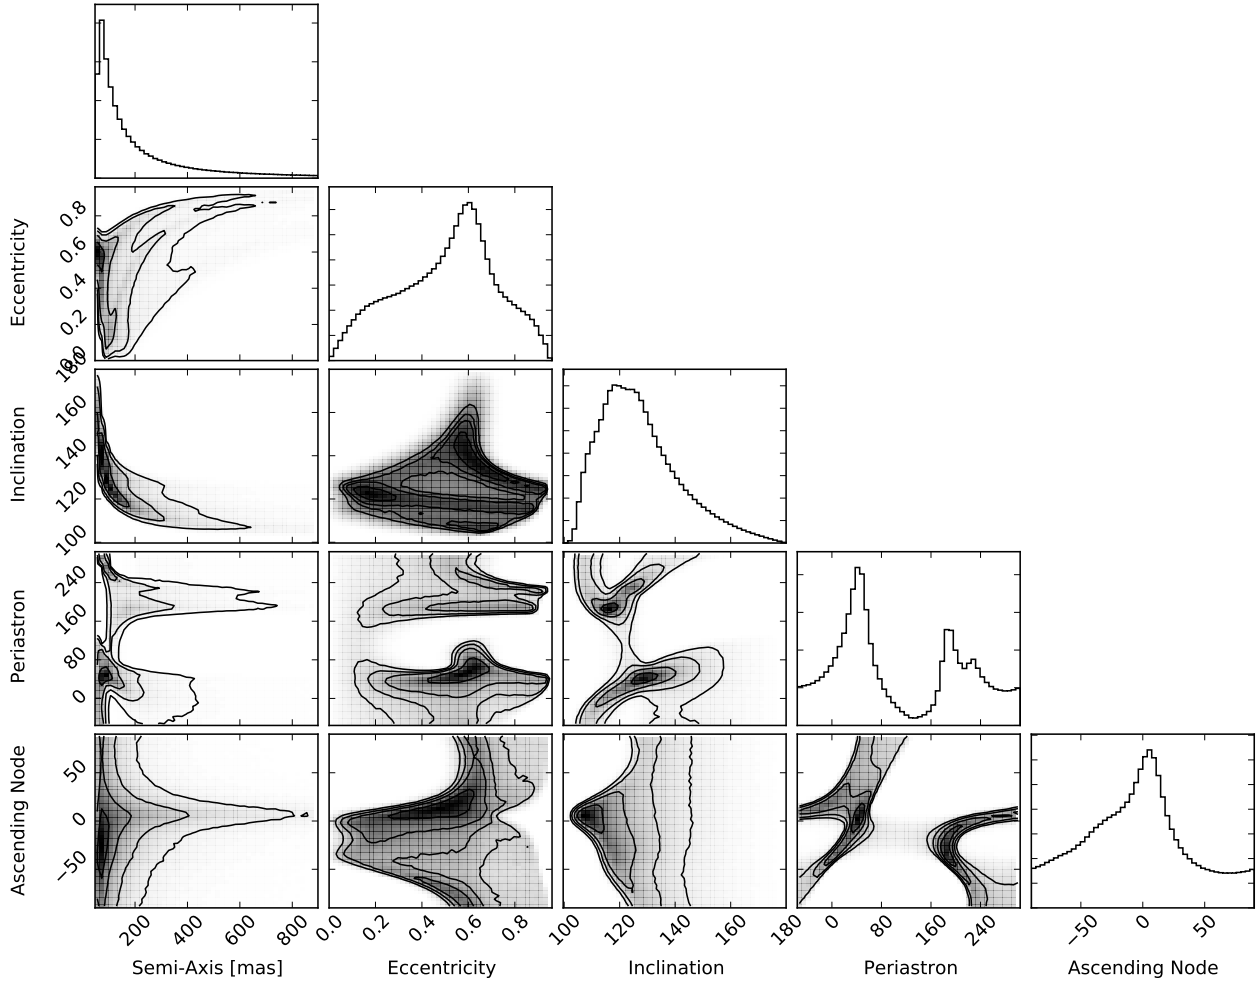 Eccentricity
0.8
0.6
0.4
0.2
0.0
Inclination
180
160
140
120
100
Periastron
240
160
80
0
Ascending Node
50
0
−50
200 400 600 800
0.0 0.2 0.4 0.6 0.8
100 120 140 160 180
0 80 160 240
−50 0 50
Semi-Axis [mas] Eccentricity Inclination Periastron Ascending Node